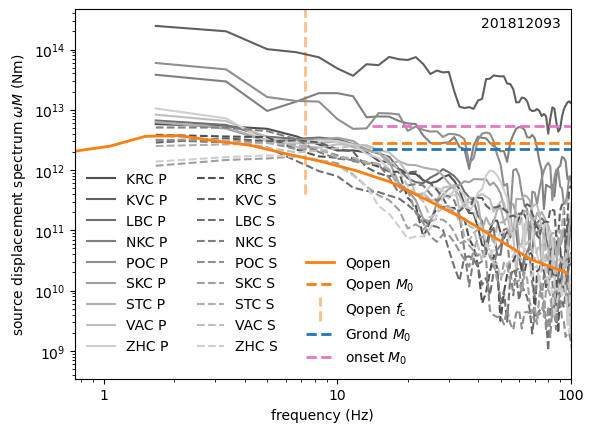 201812093
source displacement spectrum ωM (Nm)
10¹⁴
10¹³
10¹²
10¹¹
10¹⁰
10⁹
KRC P
KVC P
LBC P
NKC P
POC P
SKC P
STC P
VAC P
ZHC P
KRC S
KVC S
LBC S
NKC S
POC S
SKC S
STC S
VAC S
ZHC S
Qopen
Qopen M₀
Qopen f_c
Grond M₀
onset M₀
1
10
100
frequency (Hz)